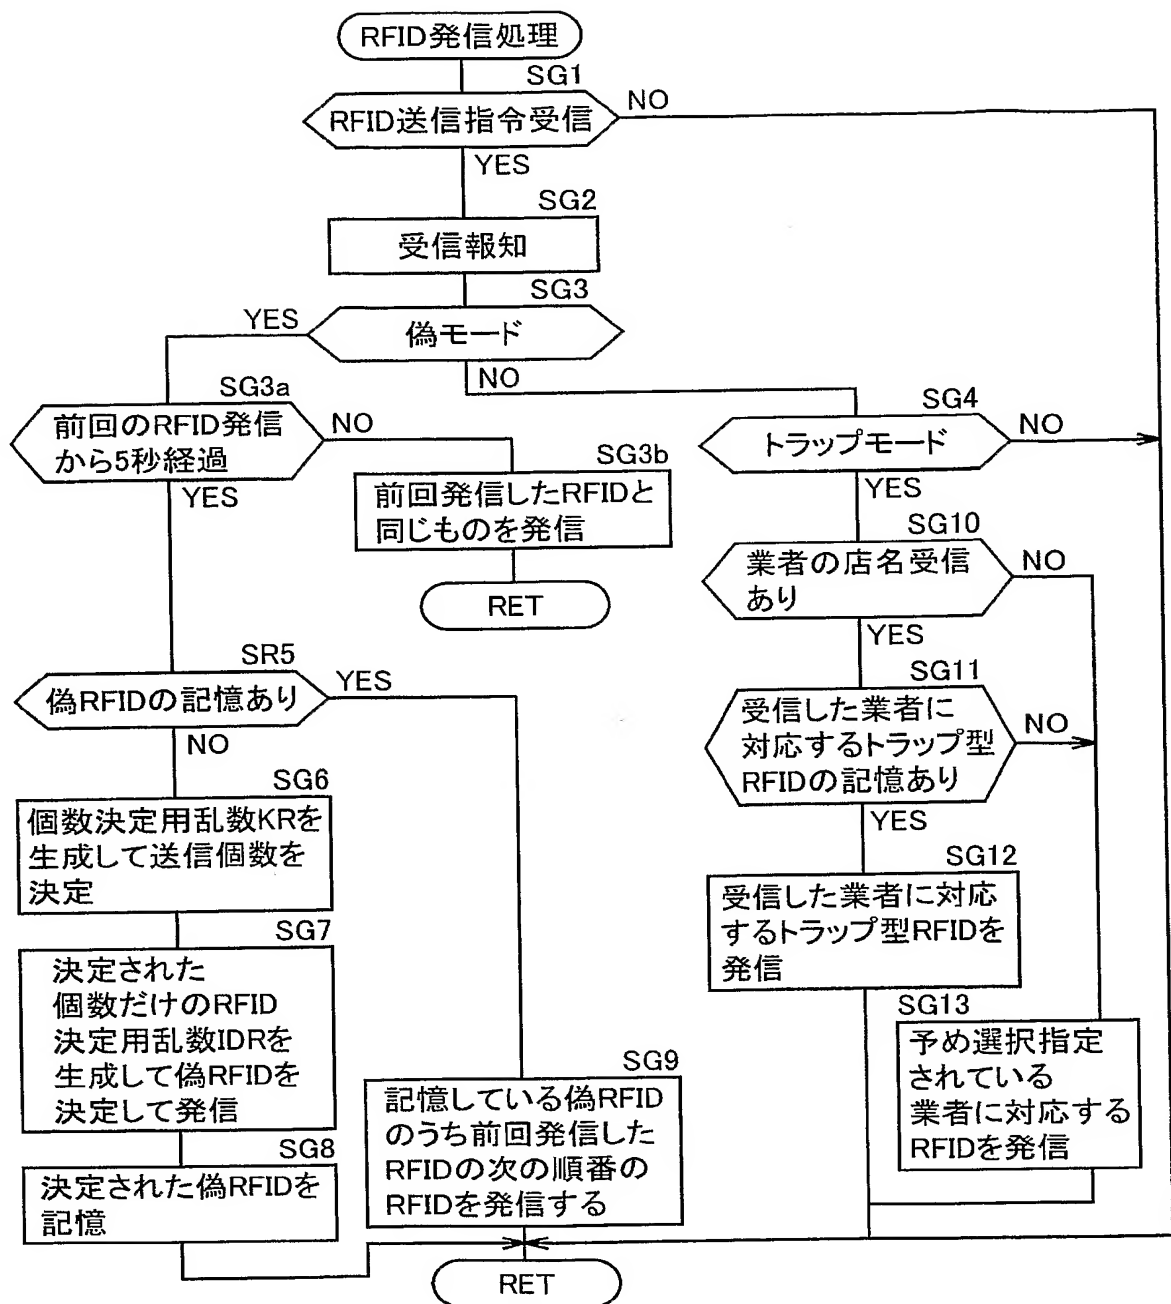 RFID発信処理
SG1
RFID送信指令受信
NO
YES
SG2
受信報知
SG3
偽モード
YES
NO
SG3a
前回のRFID発信
から5秒経過
NO
YES
SG3b
前回発信したRFIDと
同じものを発信
RET
SG4
トラップモード
NO
YES
SG10
業者の店名受信
あり
NO
YES
SR5
偽RFIDの記憶あり
YES
NO
SG11
受信した業者に
対応するトラップ型
RFIDの記憶あり
NO
YES
SG6
個数決定用乱数KRを
生成して送信個数を
決定
SG12
受信した業者に対応
するトラップ型RFIDを
発信
SG7
決定された
個数だけのRFID
決定用乱数IDRを
生成して偽RFIDを
決定して発信
SG13
予め選択指定
されている
業者に対応する
RFIDを発信
SG9
記憶している偽RFID
のうち前回発信した
RFIDの次の順番の
RFIDを発信する
SG8
決定された偽RFIDを
記憶
RET